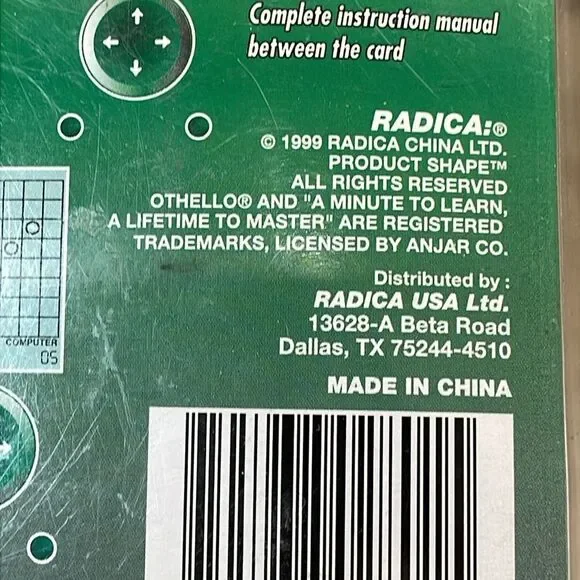 Complete instruction manual
between the card
RADICA:®
© 1999 RADICA CHINA LTD.
PRODUCT SHAPE™
ALL RIGHTS RESERVED
OTHELLO® AND "A MINUTE TO LEARN,
A LIFETIME TO MASTER" ARE REGISTERED
TRADEMARKS, LICENSED BY ANJAR CO.
COMPUTER
05
Distributed by :
RADICA USA Ltd.
13628-A Beta Road
Dallas, TX 75244-4510
MADE IN CHINA